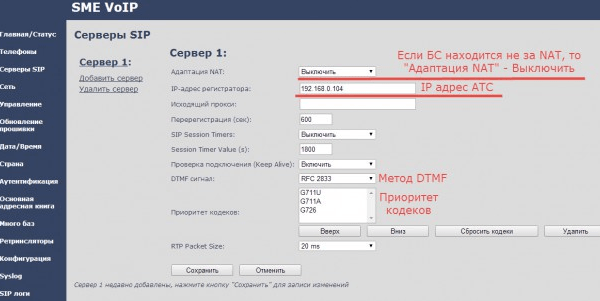 SME VoIP
Главная/Статус
Телефоны
Серверы SIP
Сеть
Управление
Обновление
прошивки
Дата/Время
Страна
Аутентификация
Основная
адресная книга
Много баз
Ретрансляторы
Конфигурация
Syslog
SIP логи
Серверы SIP
Сервер 1:
Добавить сервер
Удалить сервер
Сервер 1:
Адаптация NAT: Выключить
IP-адрес регистратора: 192.168.0.104
Исходящий прокси:
Перерегистрация (сек): 600
SIP Session Timers: Выключить
Session Timer Value (s): 1800
Проверка подключения (Keep Alive): Включить
DTMF сигнал: RFC 2833
G711U
G711A
G726
Приоритет кодеков:
Вверх Вниз Сбросить кодеки Удалить
RTP Packet Size: 20 ms
Сохранить Отменить
Сервер 1 недавно добавлены, нажмите кнопку "Сохранить" для записи изменений
Если БС находится не за NAT, то
"Адаптация NAT" - Выключить
IP адрес АТС
Метод DTMF
Приоритет
кодеков